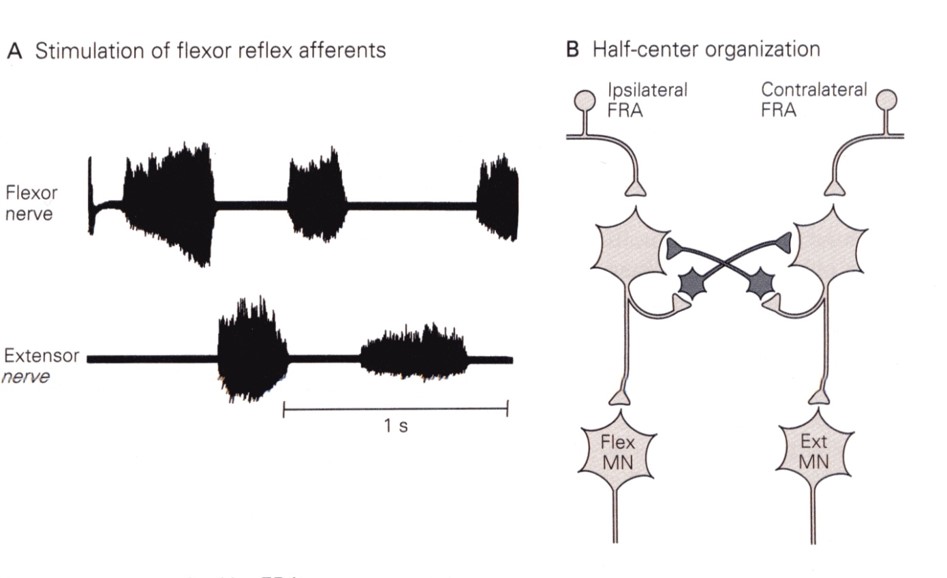 A Stimulation of flexor reflex afferents
Flexor
nerve
Extensor
nerve
1 s
B Half-center organization
Ipsilateral
FRA
Contralateral
FRA
Flex
MN
Ext
MN